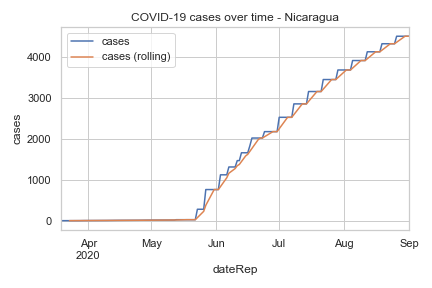 COVID-19 cases over time - Nicaragua
cases
cases (rolling)
4000
3000
2000
1000
0
cases
Apr
2020
May
Jun
Jul
Aug
Sep
dateRep